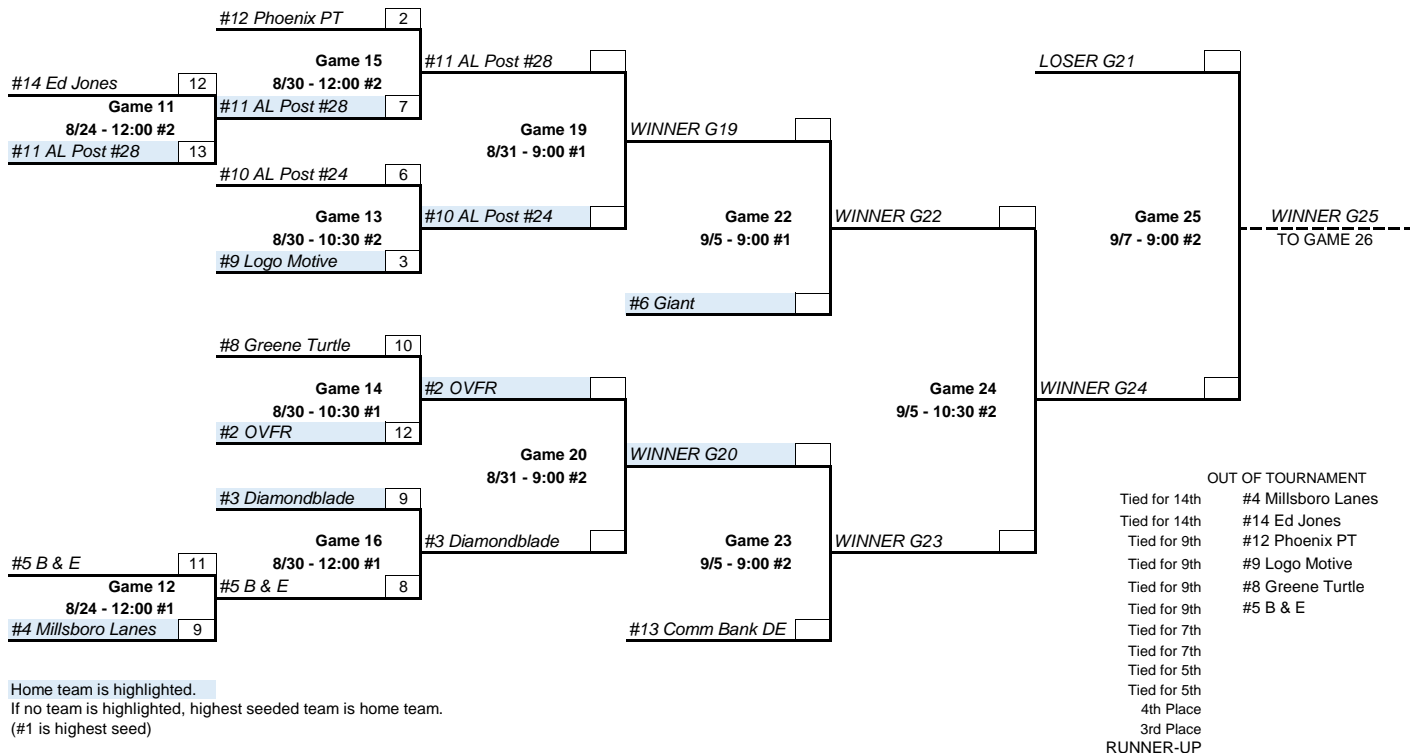 #12 Phoenix PT 2
Game 15
8/30 - 12:00 #2
#11 AL Post #28
LOSER G21
#14 Ed Jones 12
Game 11
8/24 - 12:00 #2
#11 AL Post #28 7
#11 AL Post #28 13
Game 19
8/31 - 9:00 #1
WINNER G19
#10 AL Post #24 6
Game 13
8/30 - 10:30 #2
#10 AL Post #24
#9 Logo Motive 3
Game 22
9/5 - 9:00 #1
WINNER G22
Game 25
9/7 - 9:00 #2
WINNER G25
TO GAME 26
#6 Giant
#8 Greene Turtle 10
Game 14
8/30 - 10:30 #1
#2 OVFR
#2 OVFR 12
Game 24
9/5 - 10:30 #2
WINNER G24
Game 20
8/31 - 9:00 #2
WINNER G20
#3 Diamondblade 9
Game 16
8/30 - 12:00 #1
#3 Diamondblade
#5 B & E 11
Game 12
8/24 - 12:00 #1
#5 B & E 8
#4 Millsboro Lanes 9
Game 23
9/5 - 9:00 #2
WINNER G23
#13 Comm Bank DE
OUT OF TOURNAMENT
Tied for 14th #4 Millsboro Lanes
Tied for 14th #14 Ed Jones
Tied for 9th #12 Phoenix PT
Tied for 9th #9 Logo Motive
Tied for 9th #8 Greene Turtle
Tied for 9th #5 B & E
Tied for 7th
Tied for 7th
Tied for 5th
Tied for 5th
4th Place
3rd Place
RUNNER-UP
Home team is highlighted.
If no team is highlighted, highest seeded team is home team.
(#1 is highest seed)